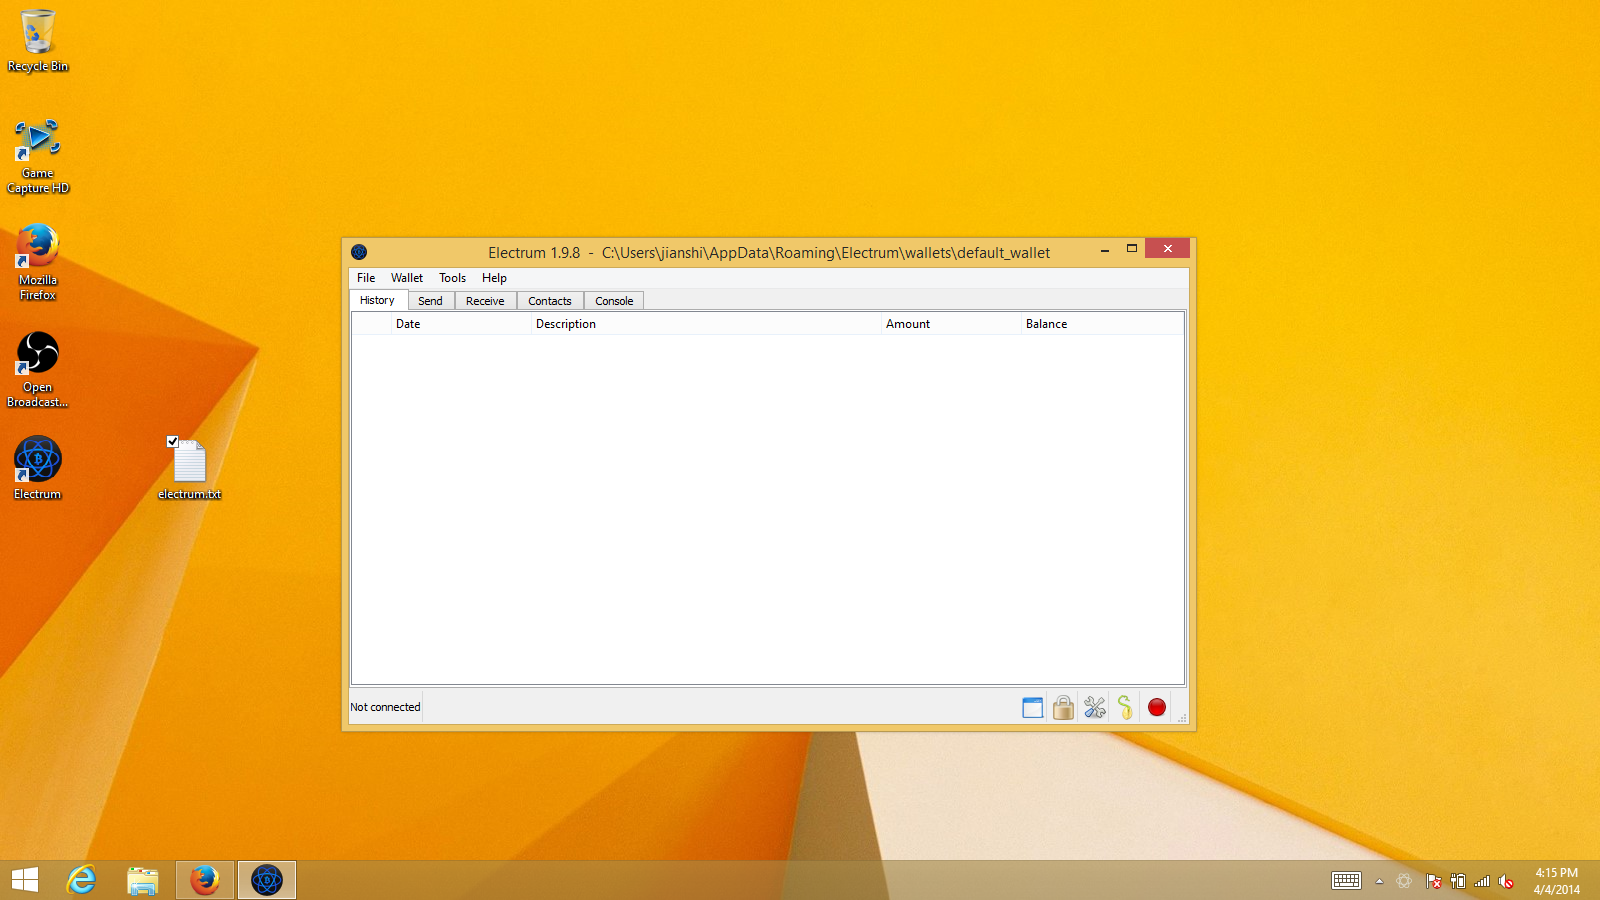 Recycle Bin
Game
Capture HD
Mozilla
Firefox
Open
Broadcast...
Electrum
electrum.txt
Electrum 1.9.8 - C:\Users\jianshi\AppData\Roaming\Electrum\wallets\default_wallet
File Wallet Tools Help
History Send Receive Contacts Console
Date Description Amount Balance
Not connected
4:15 PM
4/4/2014